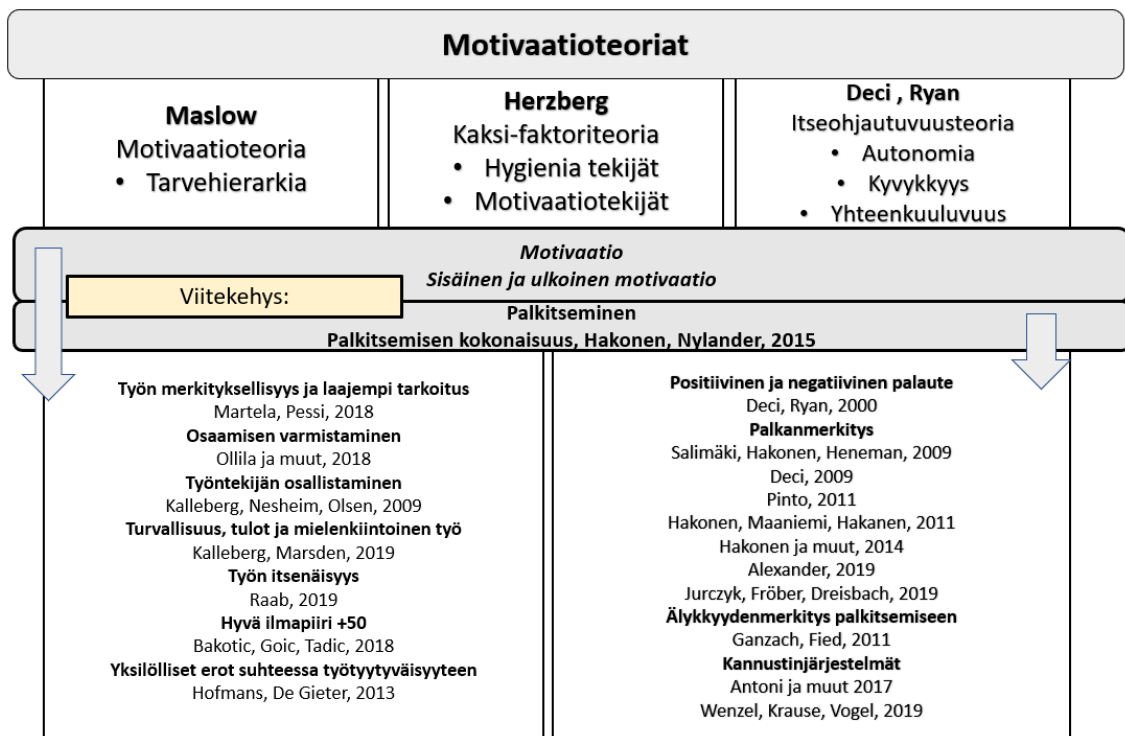 Motivaatioteoriat
Maslow
Motivaatioteoria
• Tarvehierarkia
Herzberg
Kaksi-faktoriteoria
• Hygienia tekijät
• Motivaatiotekijät
Deci , Ryan
Itseohjautuvuusteoria
• Autonomia
• Kyvykkyys
• Yhteenkuuluvuus
Motivaatio
Sisäinen ja ulkoinen motivaatio
Viitekehys:
Palkitseminen
Palkitsemisen kokonaisuus, Hakonen, Nylander, 2015
Työn merkityksellisyys ja laajempi tarkoitus
Martela, Pessi, 2018
Osaamisen varmistaminen
Ollila ja muut, 2018
Työntekijän osallistaminen
Kalleberg, Nesheim, Olsen, 2009
Turvallisuus, tulot ja mielenkiintoinen työ
Kalleberg, Marsden, 2019
Työn itsenäisyys
Raab, 2019
Hyvä ilmapiiri +50
Bakotic, Goic, Tadic, 2018
Yksilölliset erot suhteessa työtyytyväisyyteen
Hofmans, De Gieter, 2013
Positiivinen ja negatiivinen palaute
Deci, Ryan, 2000
Palkanmerkitys
Salimäki, Hakonen, Heneman, 2009
Deci, 2009
Pinto, 2011
Hakonen, Maaniemi, Hakanen, 2011
Hakonen ja muut, 2014
Alexander, 2019
Jurczyk, Fröber, Dreisbach, 2019
Älykkyydenmerkitys palkitsemiseen
Ganzach, Fied, 2011
Kannustinjärjestelmät
Antoni ja muut 2017
Wenzel, Krause, Vogel, 2019